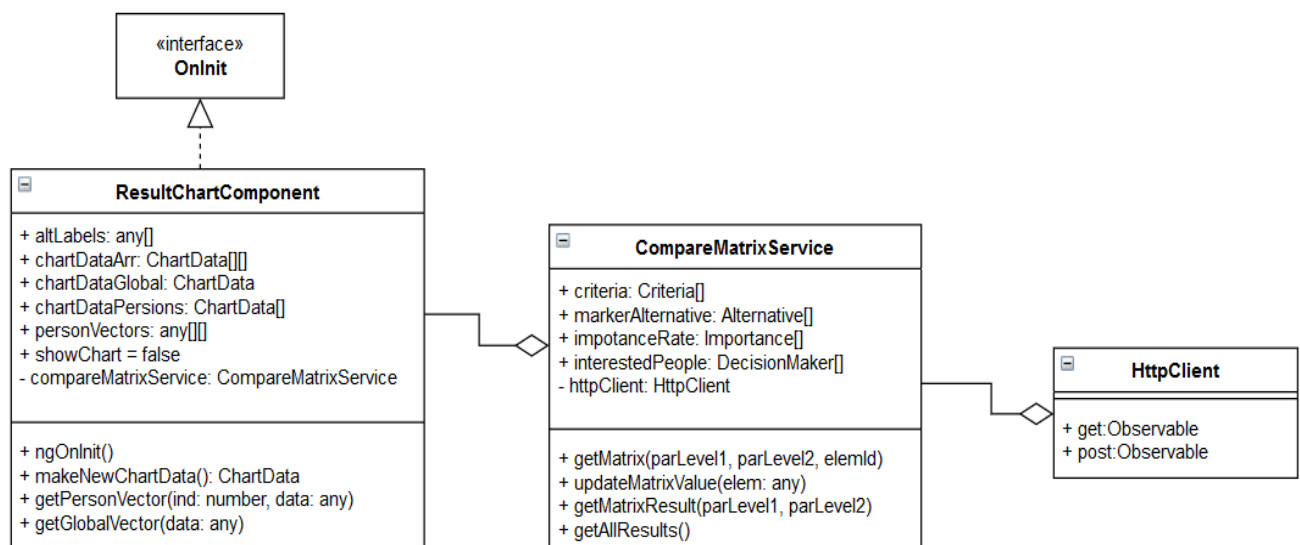 «interface»
OnInit
ResultChartComponent
+ altLabels: any[]
+ chartDataArr: ChartData[][]
+ chartDataGlobal: ChartData
+ chartDataPersions: ChartData[]
+ personVectors: any[][]
+ showChart = false
- compareMatrixService: CompareMatrixService
+ ngOnInit()
+ makeNewChartData(): ChartData
+ getPersonVector(ind: number, data: any)
+ getGlobalVector(data: any)
CompareMatrixService
+ criteria: Criteria[]
+ markerAlternative: Alternative[]
+ impotanceRate: Importance[]
+ interestedPeople: DecisionMaker[]
- httpClient: HttpClient
+ getMatrix(parLevel1, parLevel2, elemId)
+ updateMatrixValue(elem: any)
+ getMatrixResult(parLevel1, parLevel2)
+ getAllResults()
HttpClient
+ get:Observable
+ post:Observable